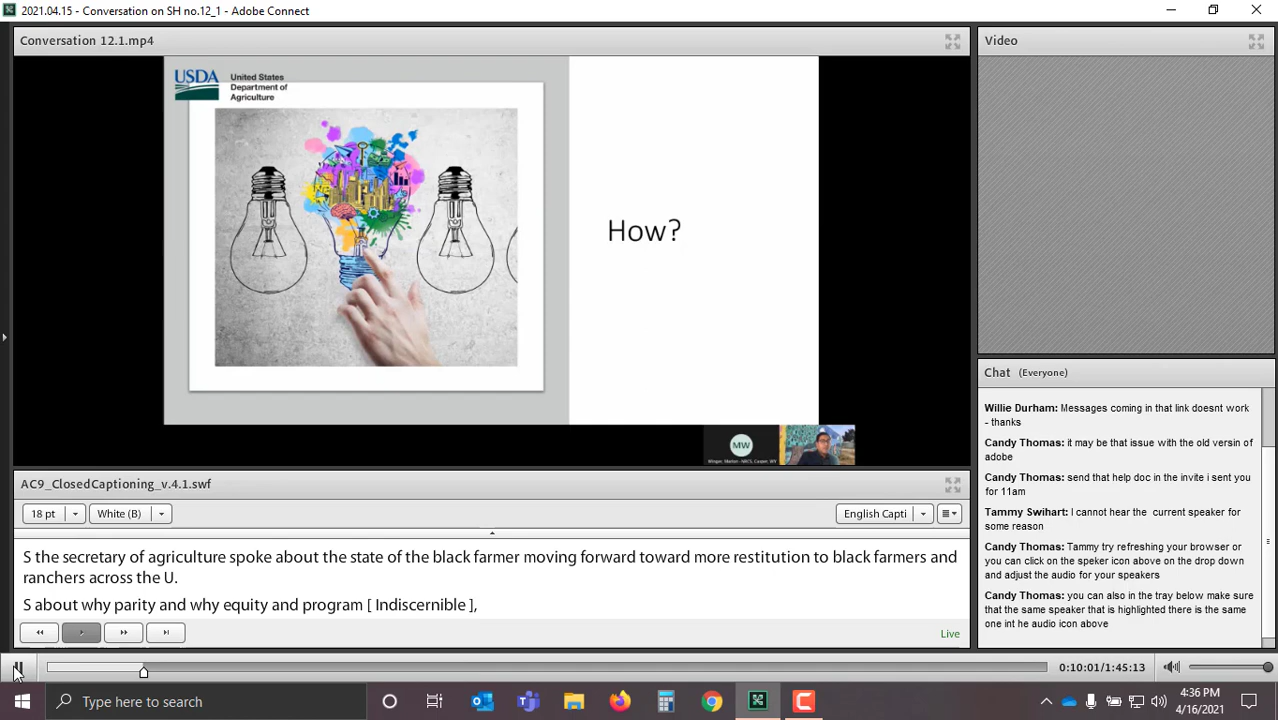 2021.04.15 - Conversation on SH no.12_1 - Adobe Connect
Conversation 12.1.mp4
USDA
United States
Department of
Agriculture
How?
MW
AC9_ClosedCaptioning_v.4.1.swf
18 pt
White (B)
English Capti
S the secretary of agriculture spoke about the state of the black farmer moving forward toward more restitution to black farmers and
ranchers across the U.
S about why parity and why equity and program [ Indiscernible ],
Live
Video
Chat (Everyone)
Willie Durham: Messages coming in that link doesnt work
- thanks
Candy Thomas: it may be that issue with the old versin of
adobe
Candy Thomas: send that help doc in the invite i sent you
for 11am
Tammy Swihart: I cannot hear the current speaker for
some reason
Candy Thomas: Tammy try refreshing your browser or
you can click on the speker icon above on the drop down
and adjust the audio for your speakers
Candy Thomas: you can also in the tray below make sure
that the same speaker that is highlighted there is the same
one int he audio icon above
0:10:01/1:45:13
Type here to search
4:36 PM
4/16/2021